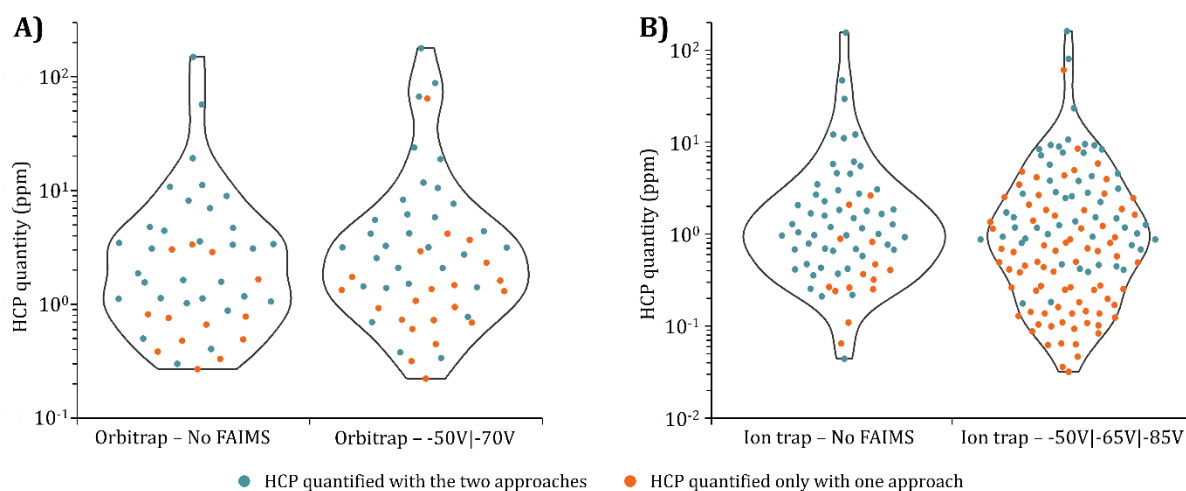 A)
HCP quantity (ppm)
10²
10¹
10⁰
10⁻¹
Orbitrap – No FAIMS
Orbitrap – -50V|-70V
B)
HCP quantity (ppm)
10²
10¹
10⁰
10⁻¹
10⁻²
Ion trap – No FAIMS
Ion trap – -50V|-65V|-85V
HCP quantified with the two approaches
HCP quantified only with one approach